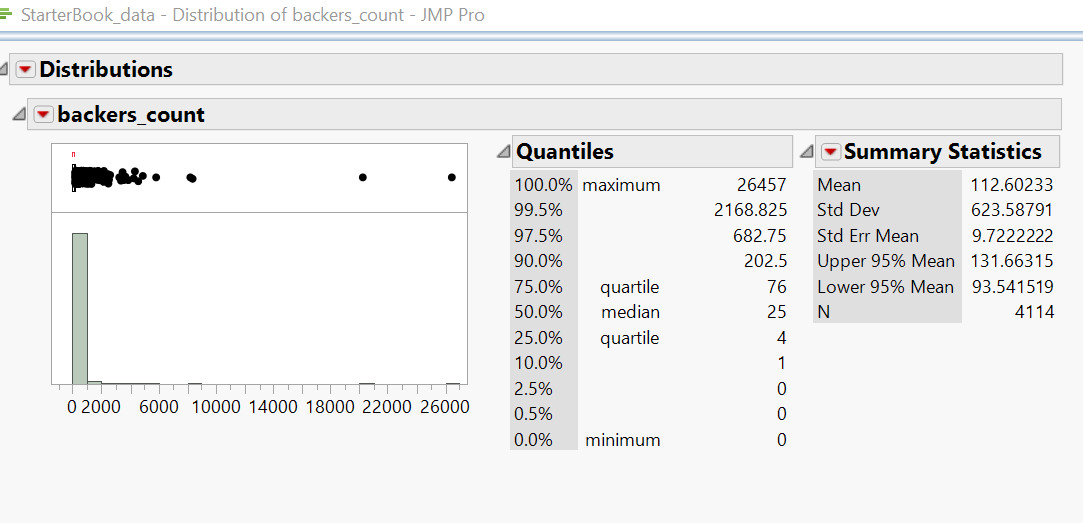 StarterBook_data - Distribution of backers_count - JMP Pro
Distributions
backers_count
Quantiles
100.0% maximum 26457
99.5% 2168.825
97.5% 682.75
90.0% 202.5
75.0% quartile 76
50.0% median 25
25.0% quartile 4
10.0% 1
2.5% 0
0.5% 0
0.0% minimum 0
Summary Statistics
Mean 112.60233
Std Dev 623.58791
Std Err Mean 9.7222222
Upper 95% Mean 131.66315
Lower 95% Mean 93.541519
N 4114
0 2000 6000 10000 14000 18000 22000 26000